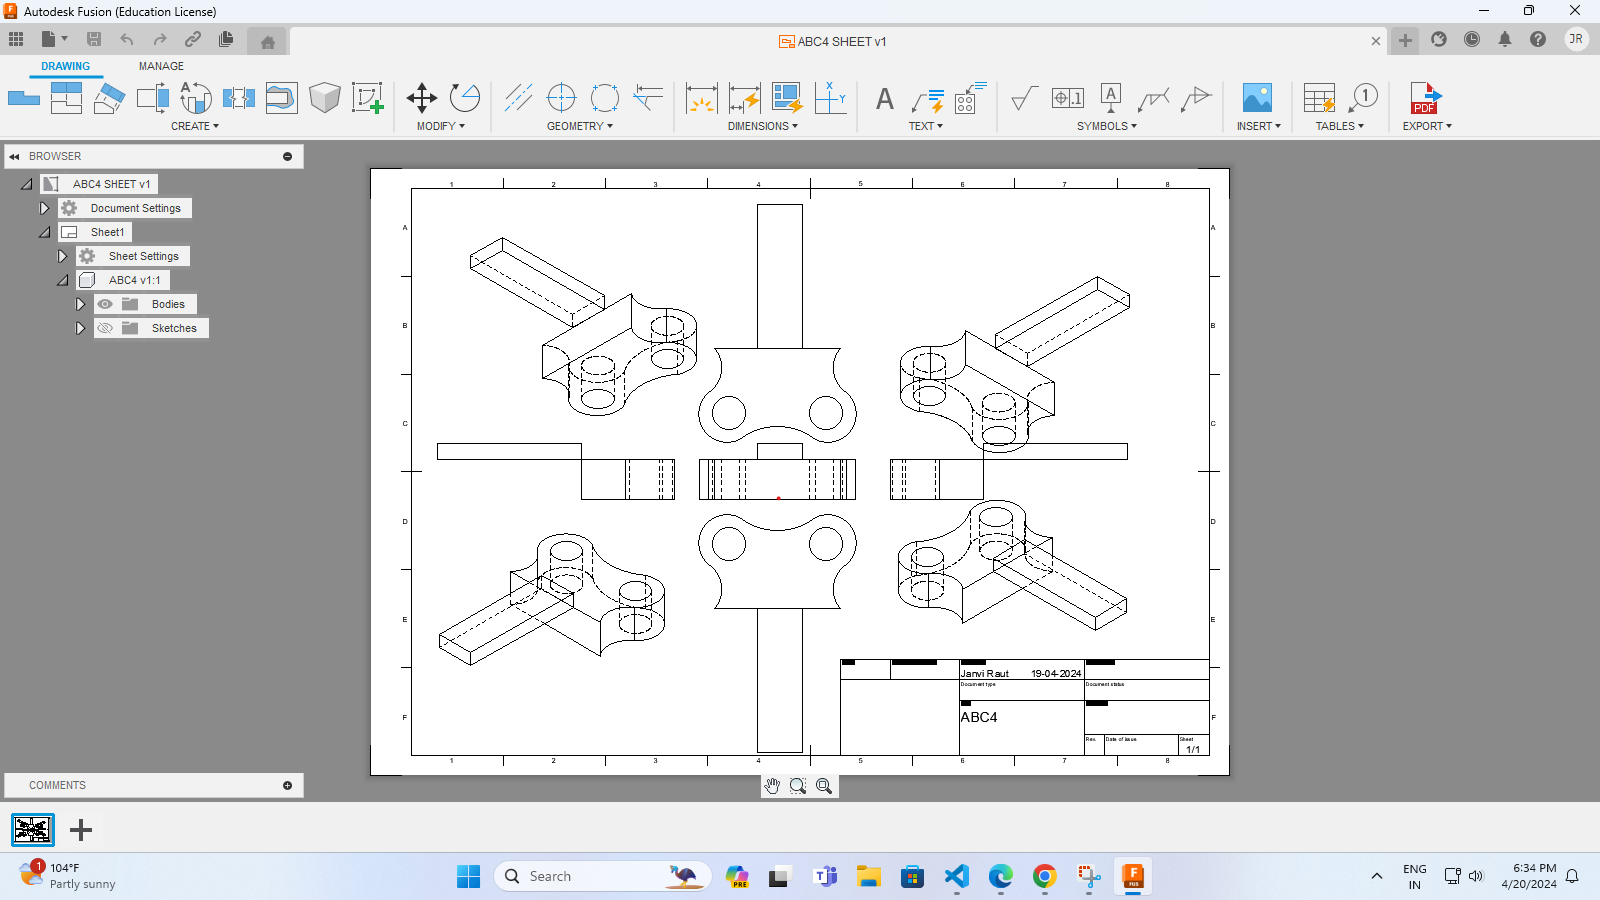 Autodesk Fusion (Education License)
ABC4 SHEET v1
JR
DRAWING
MANAGE
CREATE
MODIFY
GEOMETRY
DIMENSIONS
TEXT
SYMBOLS
INSERT
TABLES
EXPORT
BROWSER
ABC4 SHEET v1
Document Settings
Sheet1
Sheet Settings
ABC4 v1:1
Bodies
Sketches
1 2 3 4 5 6 7 8
A A
B B
C C
D D
E E
F F
Janvi Raut 19-04-2024
Document type Document status
ABC4
Rev. Date of issue Sheet
1/1
1 2 3 4 5 6 7 8
COMMENTS
1
104°F
Partly sunny
Search
PRE
ENG
IN
6:34 PM
4/20/2024